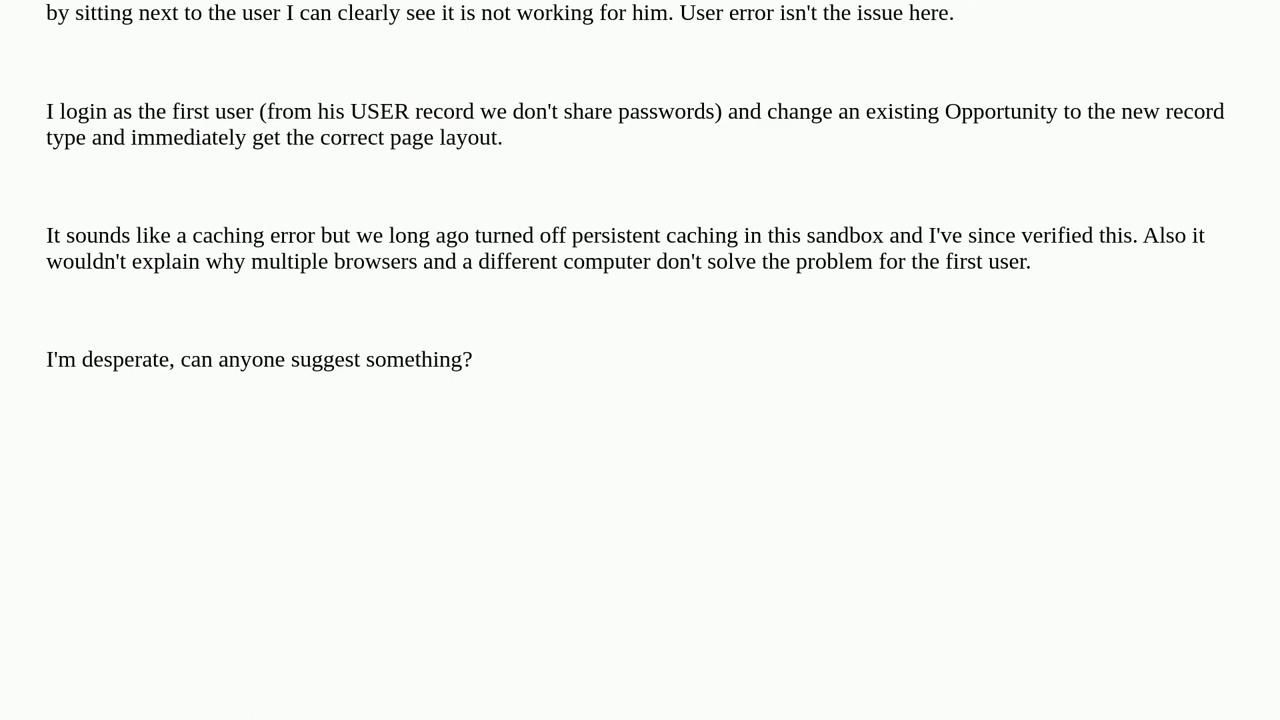 by sitting next to the user I can clearly see it is not working for him. User error isn't the issue here.
I login as the first user (from his USER record we don't share passwords) and change an existing Opportunity to the new record
type and immediately get the correct page layout.
It sounds like a caching error but we long ago turned off persistent caching in this sandbox and I've since verified this. Also it
wouldn't explain why multiple browsers and a different computer don't solve the problem for the first user.
I'm desperate, can anyone suggest something?